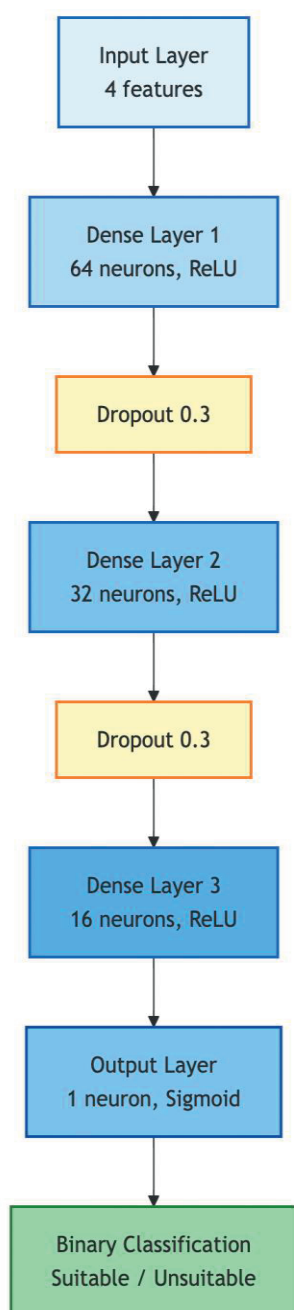 Input Layer
4 features
Dense Layer 1
64 neurons, ReLU
Dropout 0.3
Dense Layer 2
32 neurons, ReLU
Dropout 0.3
Dense Layer 3
16 neurons, ReLU
Output Layer
1 neuron, Sigmoid
Binary Classification
Suitable / Unsuitable